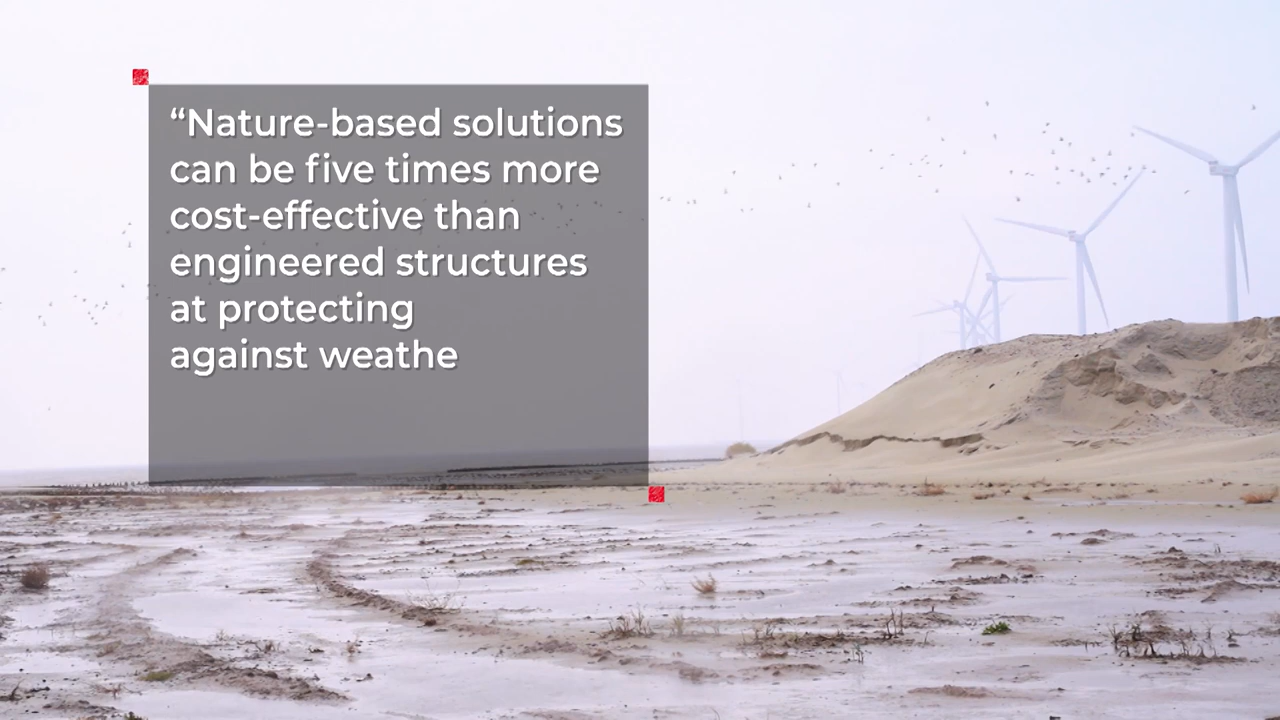 “Nature-based solutions
can be five times more
cost-effective than
engineered structures
at protecting
against weathe